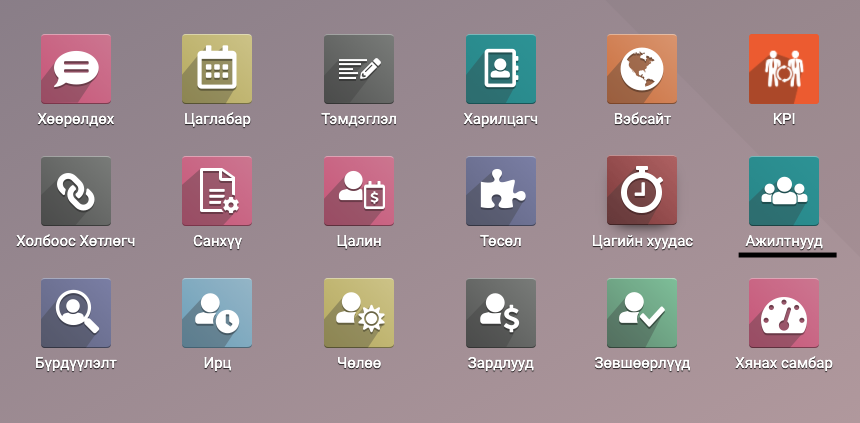 Хөөрөлдөх
Цаглабар
Тэмдэглэл
Харилцагч
Вэбсайт
KPI
Холбоос Хөтлөгч
Санхүү
Цалин
Төсөл
Цагийн хуудас
Ажилтнууд
Бүрдүүлэлт
Ирц
Чөлөө
Зардлууд
Зөвшөөрлүүд
Хянах самбар